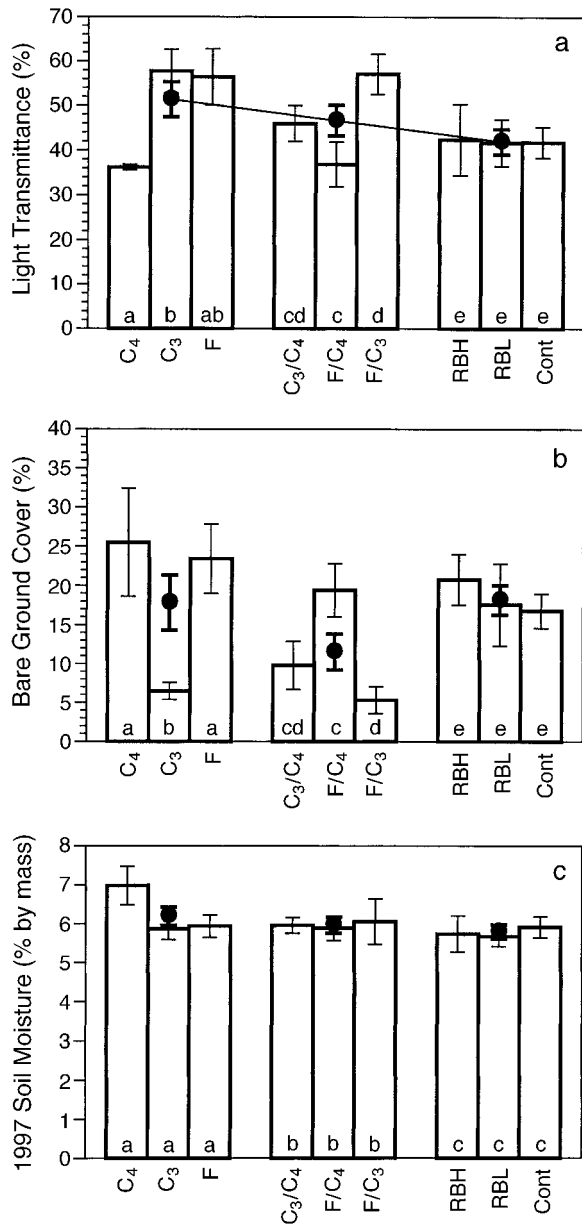 a
Light Transmittance (%)
70
60
50
40
30
20
10
0
a b ab cd c d e e e
C4 C3 F C3/C4 F/C4 F/C3 RBH RBL Cont
b
Bare Ground Cover (%)
40
35
30
25
20
15
10
5
0
a b a cd c d e e e
C4 C3 F C3/C4 F/C4 F/C3 RBH RBL Cont
c
1997 Soil Moisture (% by mass)
8
7
6
5
4
3
2
1
0
a a a b b b c c c
C4 C3 F C3/C4 F/C4 F/C3 RBH RBL Cont